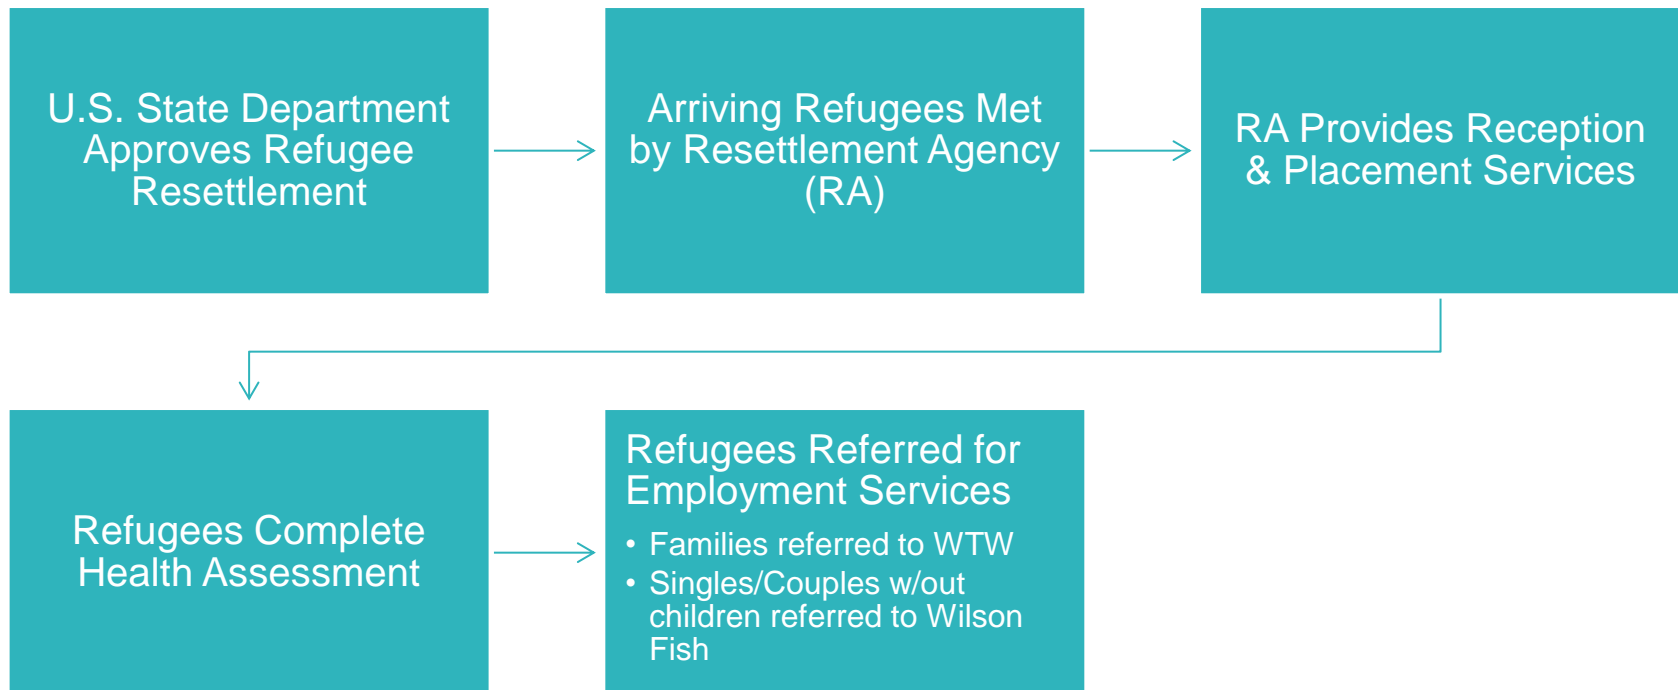 U.S. State Department
Approves Refugee
Resettlement
Arriving Refugees Met
by Resettlement Agency
(RA)
RA Provides Reception
& Placement Services
Refugees Complete
Health Assessment
Refugees Referred for
Employment Services
• Families referred to WTW
• Singles/Couples w/out
children referred to Wilson
Fish